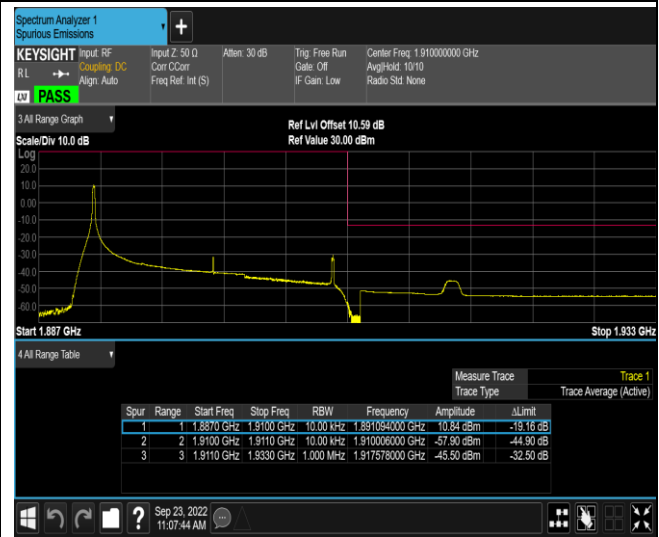 Spectrum Analyzer 1
Spurious Emissions
+
KEYSIGHT Input: RF Input Z: 50 Ω Atten: 30 dB Trig: Free Run Center Freq: 1.910000000 GHz
RL Coupling: DC Corr CCorr Gate: Off Avg|Hold: 10/10
Align: Auto Freq Ref: Int (S) IF Gain: Low Radio Std: None
LXI PASS
3 All Range Graph
Ref Lvl Offset 10.59 dB
Scale/Div 10.0 dB Ref Value 30.00 dBm
Log
20.0
10.0
0.00
-10.0
-20.0
-30.0
-40.0
-50.0
-60.0
Start 1.887 GHz Stop 1.933 GHz
4 All Range Table
Measure Trace Trace 1
Trace Type Trace Average (Active)
Spur Range Start Freq Stop Freq RBW Frequency Amplitude ΔLimit
1 1 1.8870 GHz 1.9100 GHz 10.00 kHz 1.891094000 GHz 10.84 dBm -19.16 dB
2 2 1.9100 GHz 1.9110 GHz 10.00 kHz 1.910006000 GHz -57.90 dBm -44.90 dB
3 3 1.9110 GHz 1.9330 GHz 1.000 MHz 1.917578000 GHz -45.50 dBm -32.50 dB
? Sep 23, 2022
11:07:44 AM